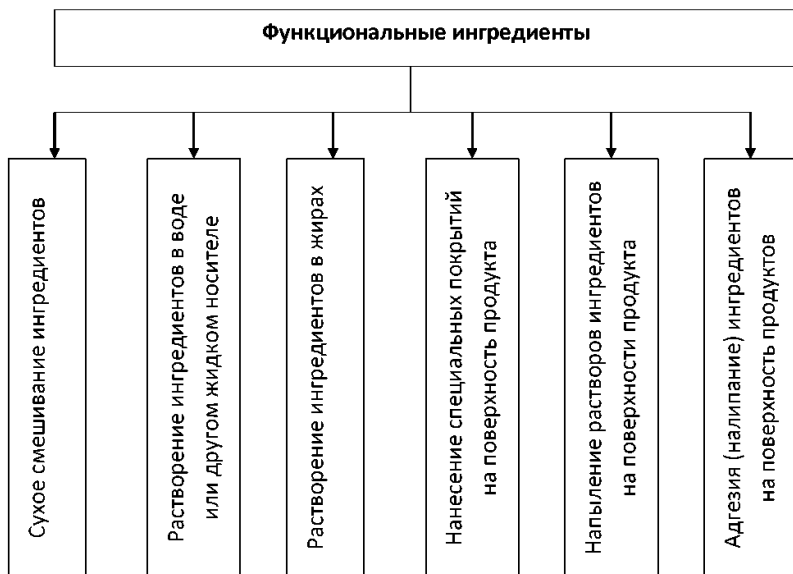 Функциональные ингредиенты
Сухое смешивание ингредиентов
Растворение ингредиентов в воде
или другом жидком носителе
Растворение ингредиентов в жирах
Нанесение специальных покрытий
на поверхность продукта
Напыление растворов ингредиентов
на поверхности продукта
Адгезия (налипание) ингредиентов
на поверхность продуктов